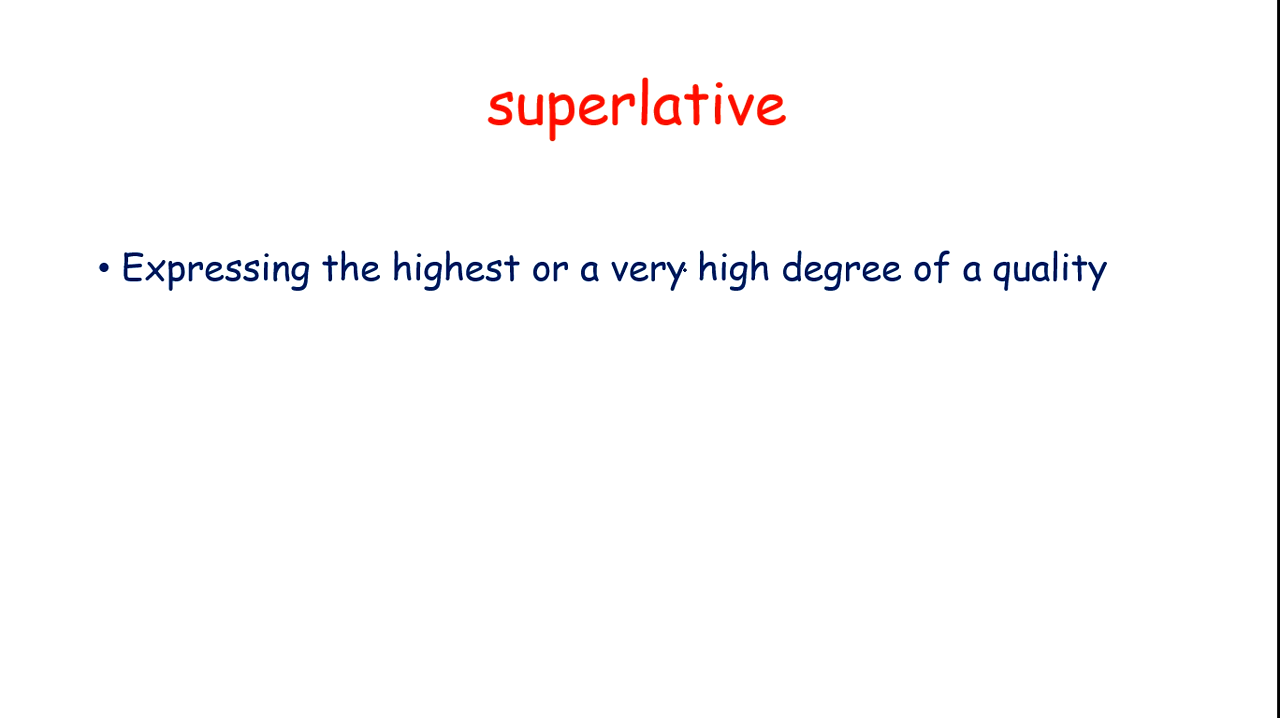 superlative
• Expressing the highest or a very high degree of a quality